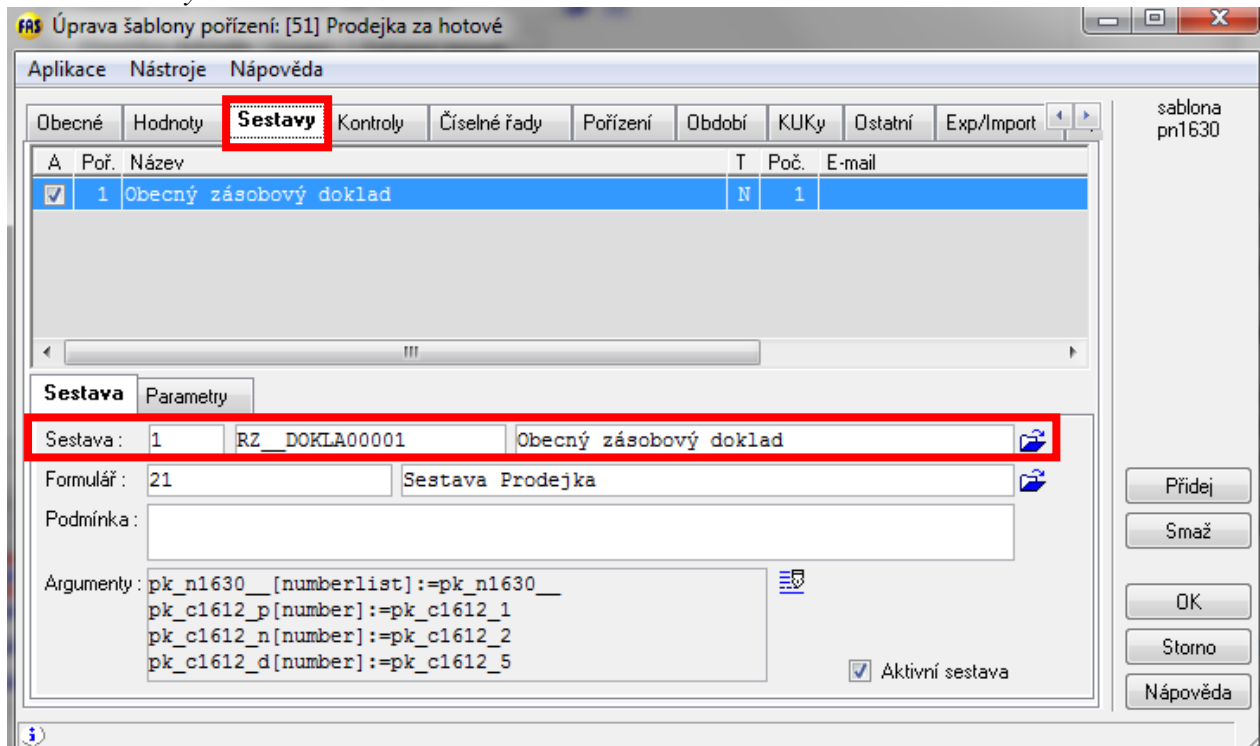 FAS Úprava šablony pořízení: [51] Prodejka za hotové
Aplikace Nástroje Nápověda
Obecné Hodnoty Sestavy Kontroly Číselné řady Pořízení Období KUKy Ostatní Exp/Import
sablona
pn1630
A Poř. Název T Poč. E-mail
1 Obecný zásobový doklad N 1
Sestava Parametry
Sestava : 1 RZ__DOKLA00001 Obecný zásobový doklad
Formulář : 21 Sestava Prodejka
Přidej
Podmínka :
Smaž
Argumenty : pk_n1630__[numberlist]:=pk_n1630__
pk_c1612_p[number]:=pk_c1612_1
OK
pk_c1612_n[number]:=pk_c1612_2
Storno
pk_c1612_d[number]:=pk_c1612_5
Aktivní sestava
Nápověda